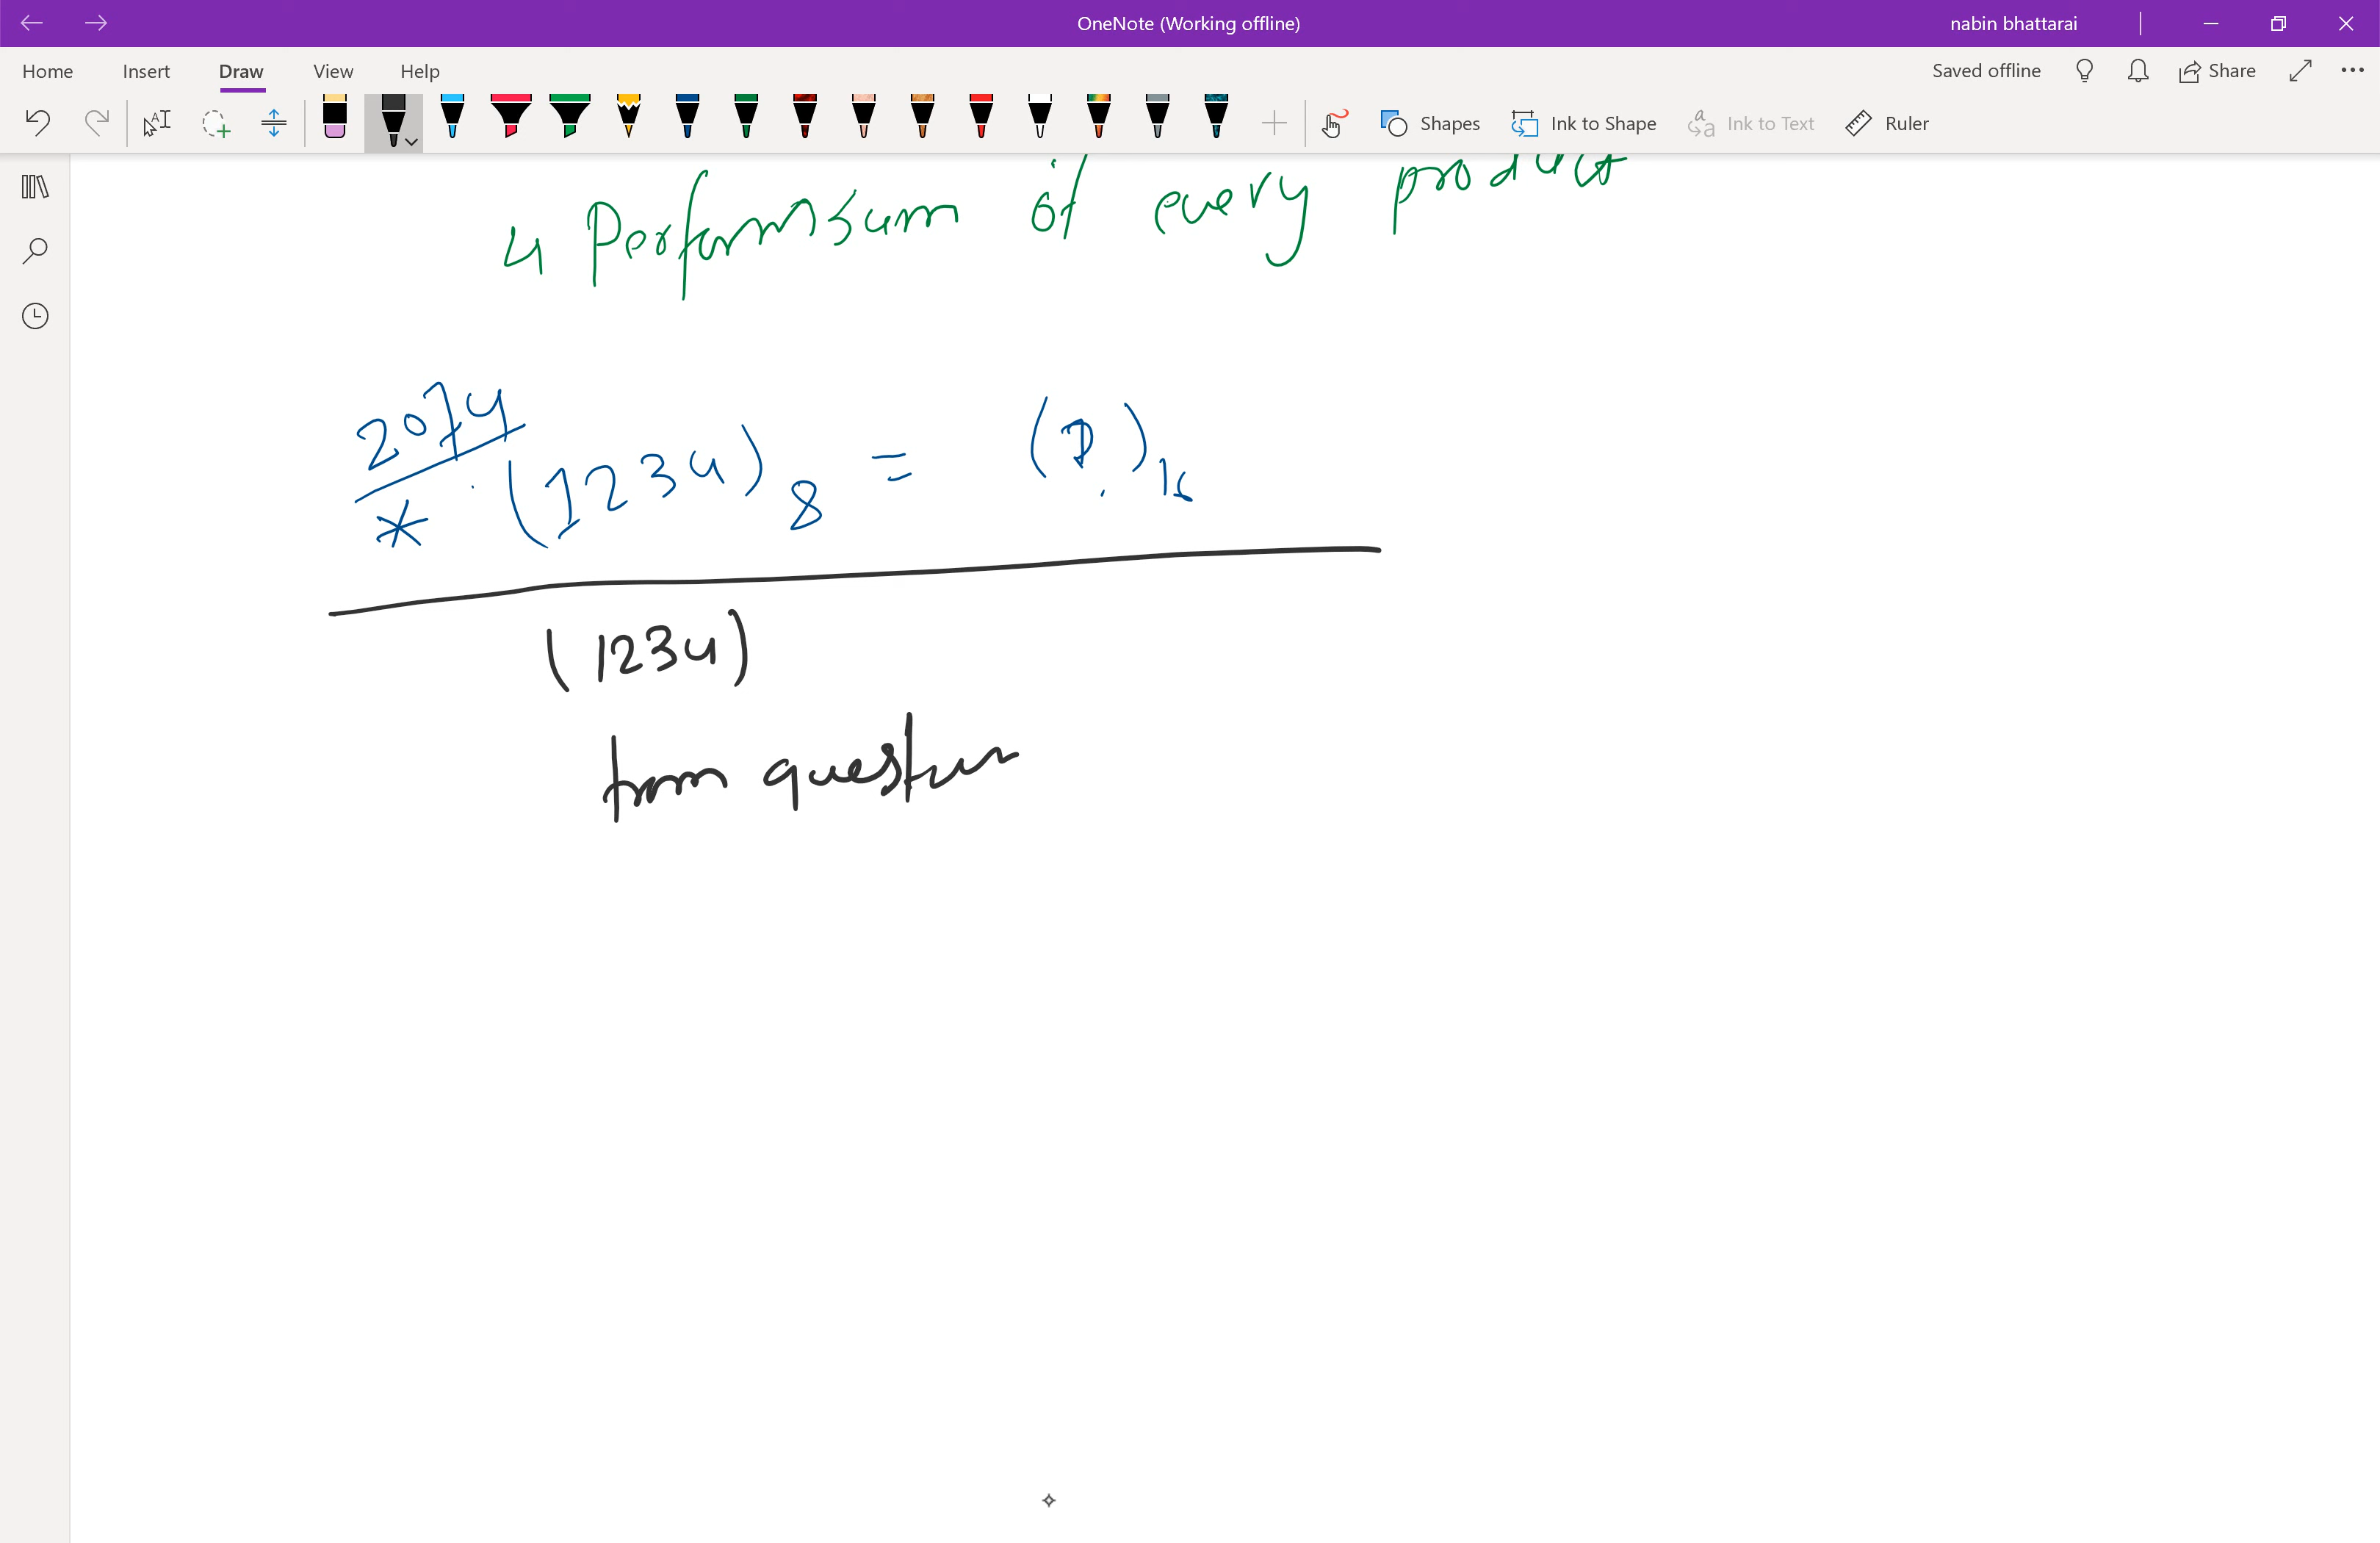 OneNote (Working offline)
nabin bhattarai
Home Insert Draw View Help
Saved offline Share
Shapes Ink to Shape Ink to Text Ruler
4 Perform sum of every product
2074
* (1234)8 = (?)16
(1234)
from question